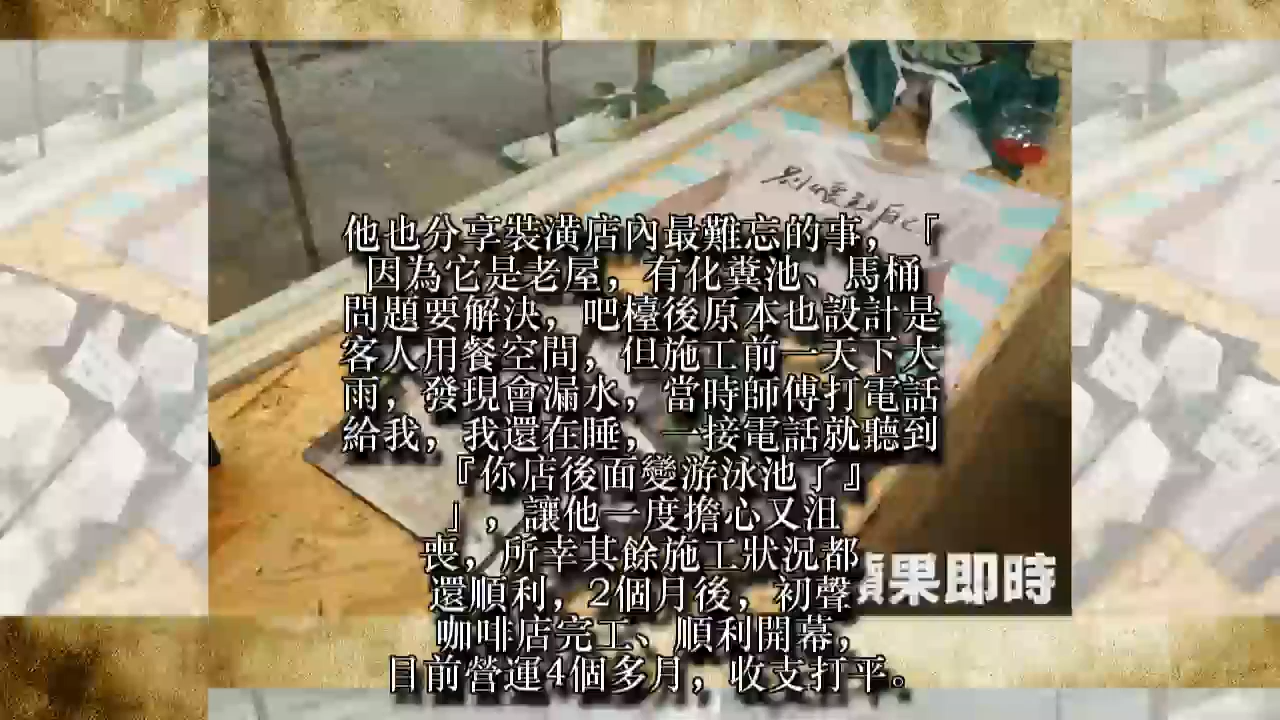 他也分享裝潢店內最難忘的事，「
因為它是老屋，有化糞池、馬桶
問題要解決，吧檯後原本也設計是
客人用餐空間，但施工前一天下大
雨，發現會漏水，當時師傅打電話
給我，我還在睡，一接電話就聽到
『你店後面變游泳池了』
」，讓他一度擔心又沮
喪，所幸其餘施工狀況都
還順利，2個月後，初聲
咖啡店完工、順利開幕，
目前營運4個多月，收支打平。
蘋果即時